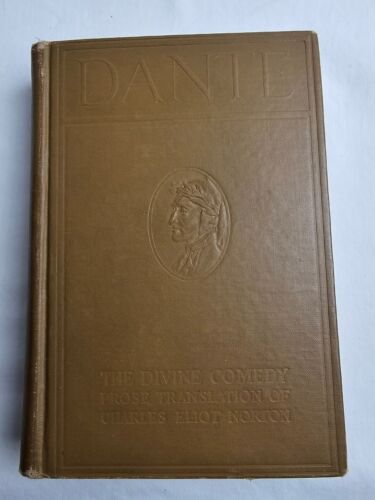 DANTE
THE DIVINE COMEDY
PROSE TRANSLATION OF
CHARLES ELIOT NORTON